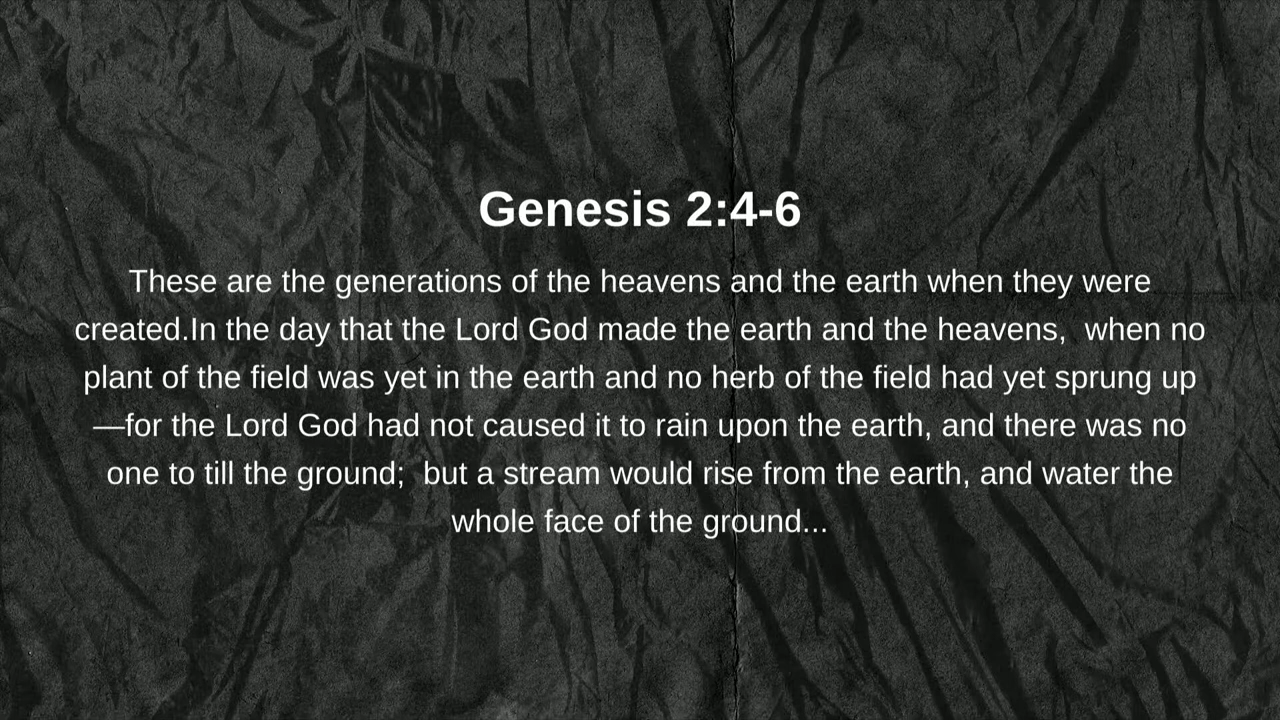 Genesis 2:4-6
These are the generations of the heavens and the earth when they were
created.In the day that the Lord God made the earth and the heavens,  when no
plant of the field was yet in the earth and no herb of the field had yet sprung up
—for the Lord God had not caused it to rain upon the earth, and there was no
one to till the ground;  but a stream would rise from the earth, and water the
whole face of the ground...